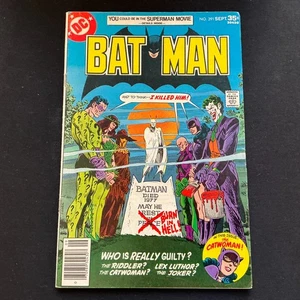 YOU COULD BE IN THE SUPERMAN MOVIE
DC
NO. 291 SEPT.
35¢
BATMAN
I KILLED HIM!
BATMAN
DIED
1977
MAY HE
REST BURN
IN
PEACE HELL
WHO IS REALLY GUILTY?
THE RIDDLER? LEX LUTHOR?
THE CATWOMAN? THE JOKER?
CATWOMAN!